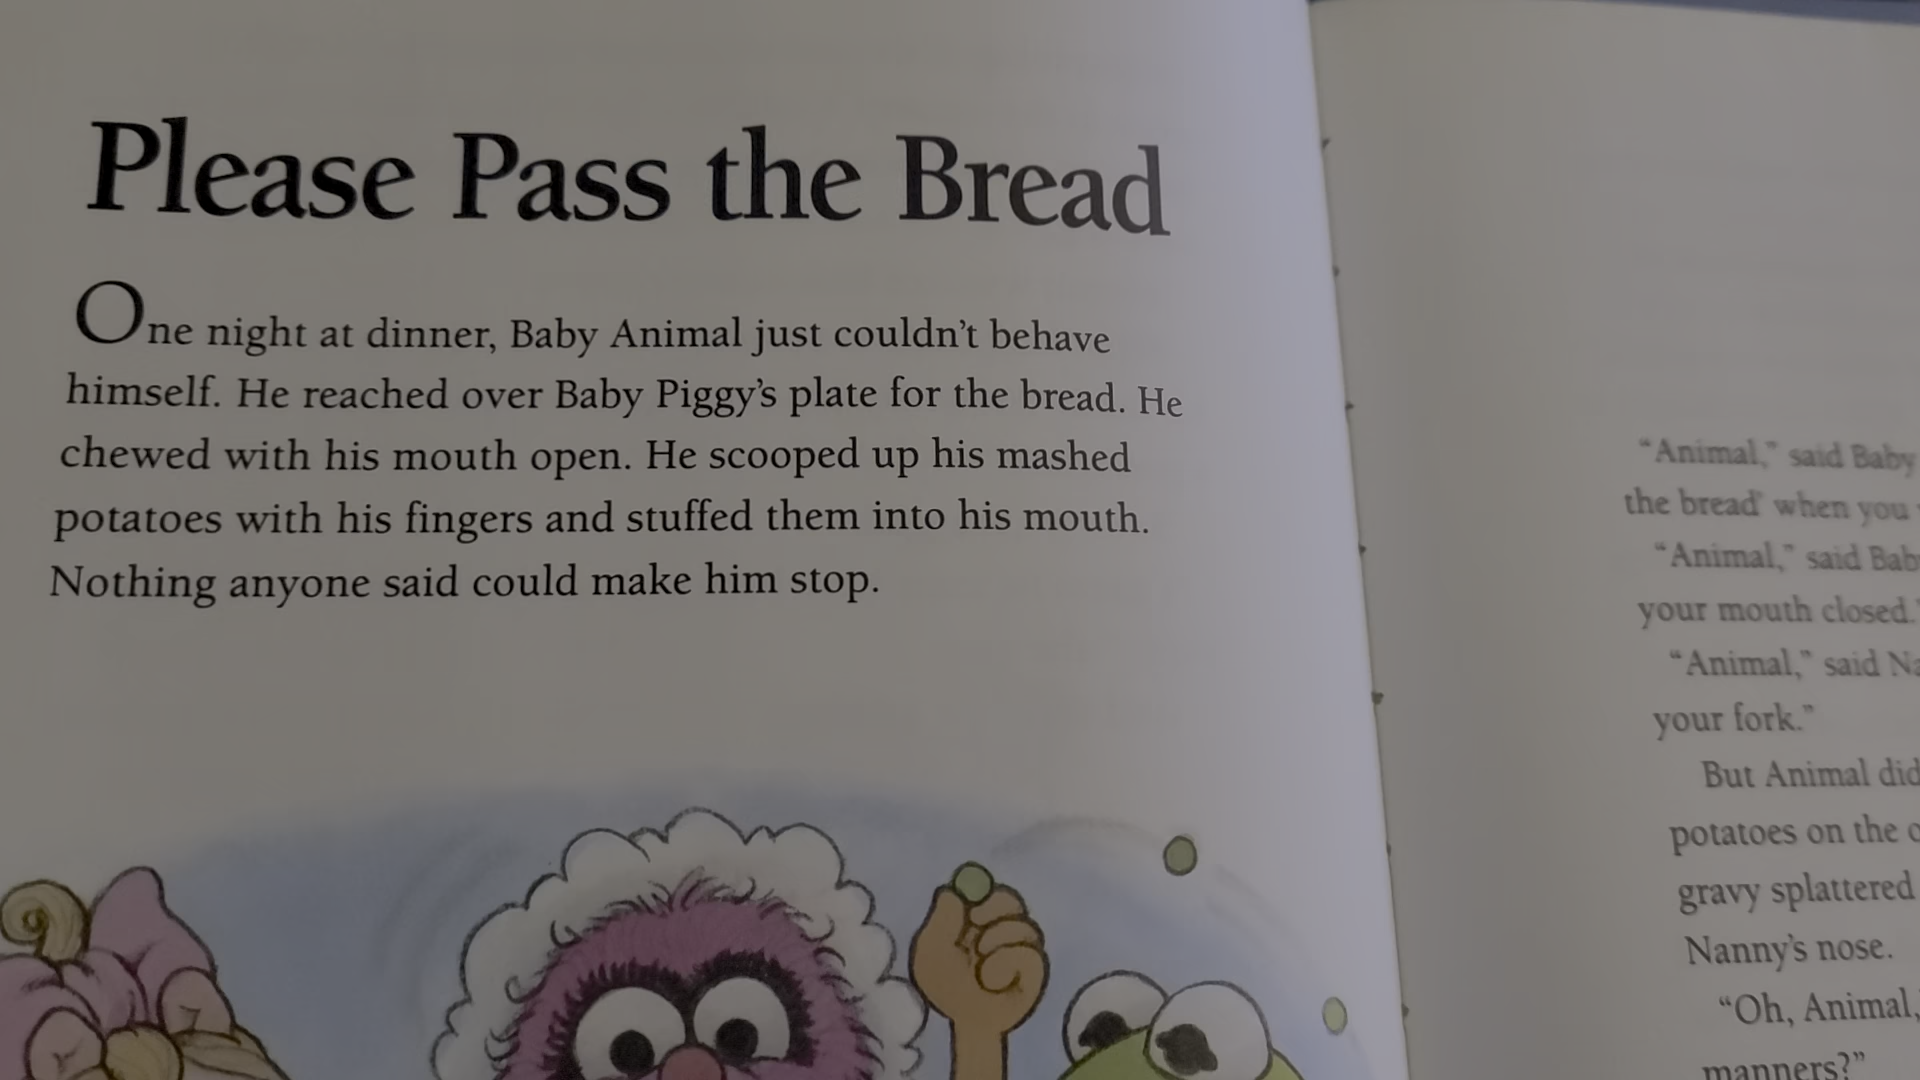 Please Pass the Bread
One night at dinner, Baby Animal just couldn't behave
himself. He reached over Baby Piggy's plate for the bread. He
chewed with his mouth open. He scooped up his mashed
potatoes with his fingers and stuffed them into his mouth.
Nothing anyone said could make him stop.
"Animal," said Baby
the bread' when you
"Animal," said
your mouth closed."
"Animal," said
your fork."
But Animal
potatoes on the
gravy splattered
Nanny's nose.
"Oh, Animal,
manners?"